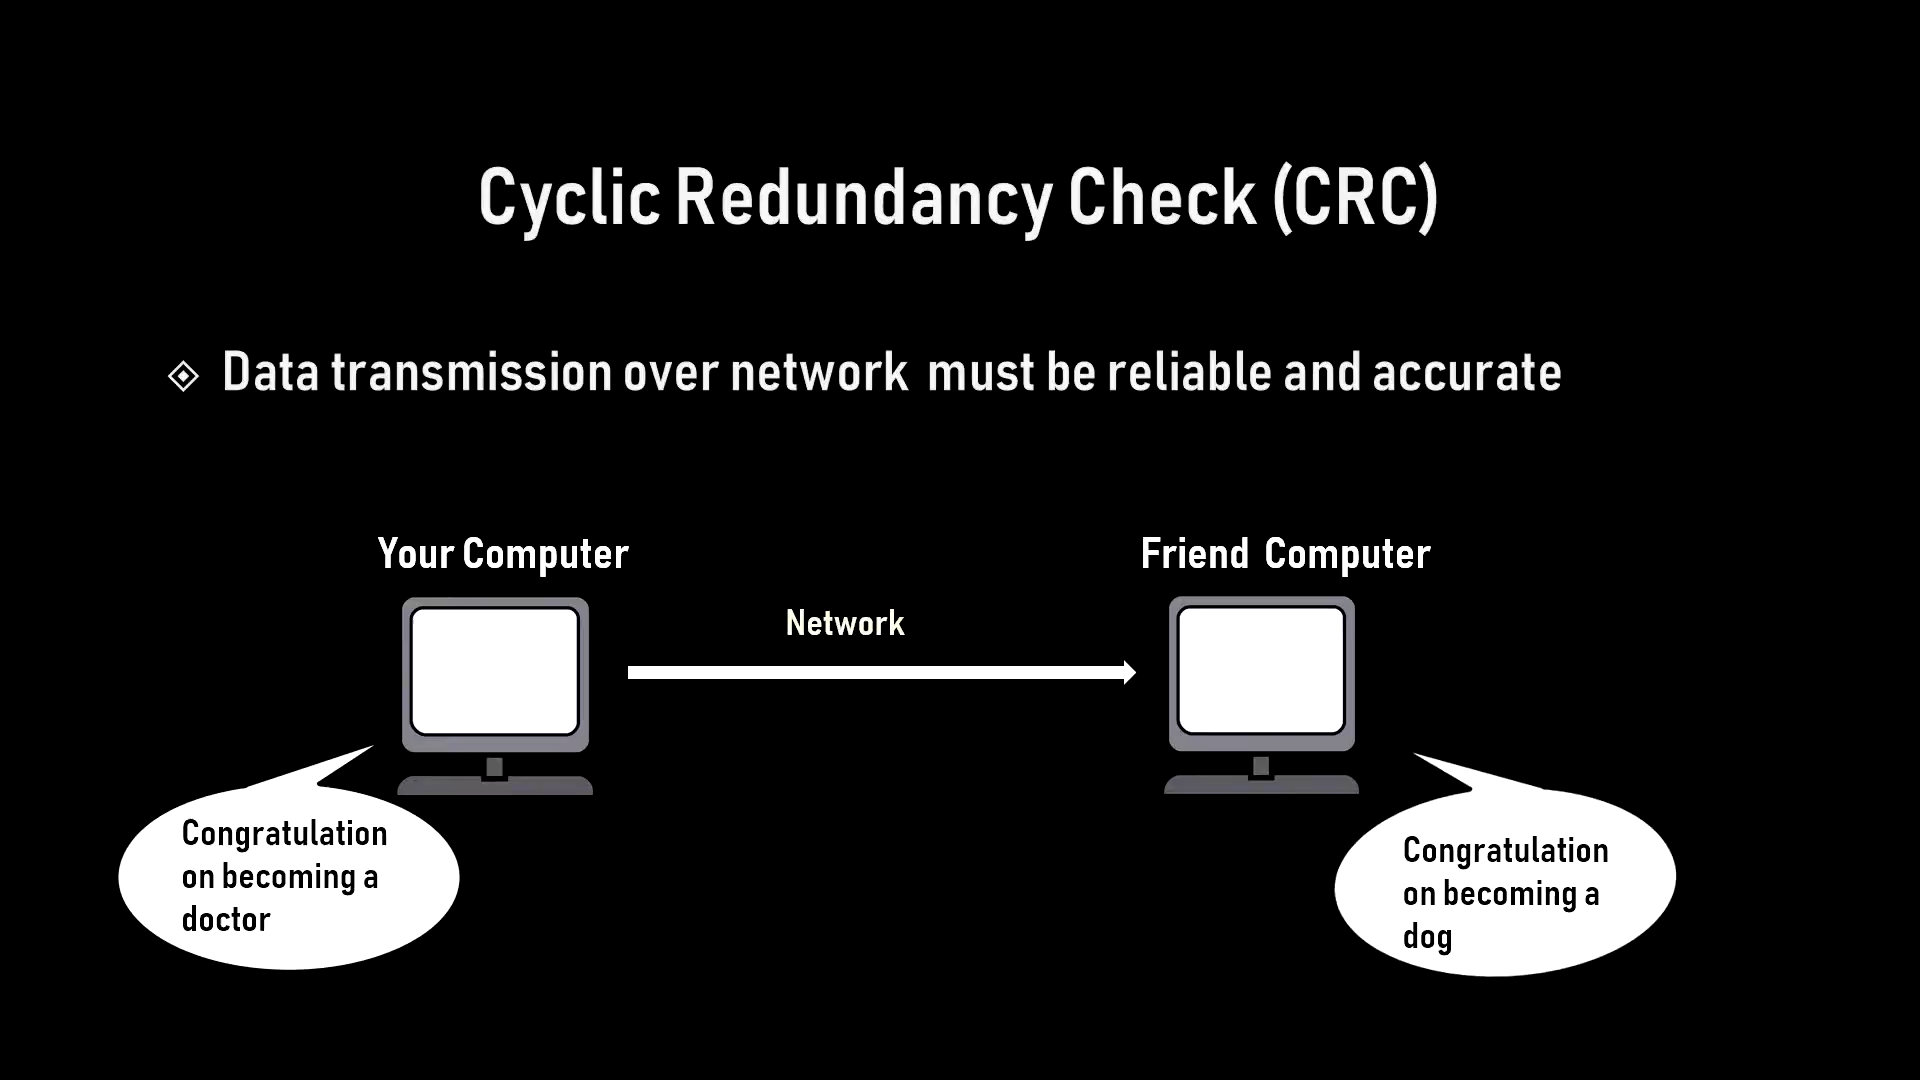 Cyclic Redundancy Check (CRC)
Data transmission over network must be reliable and accurate
Your Computer
Friend Computer
Network
Congratulation
on becoming a
doctor
Congratulation
on becoming a
dog